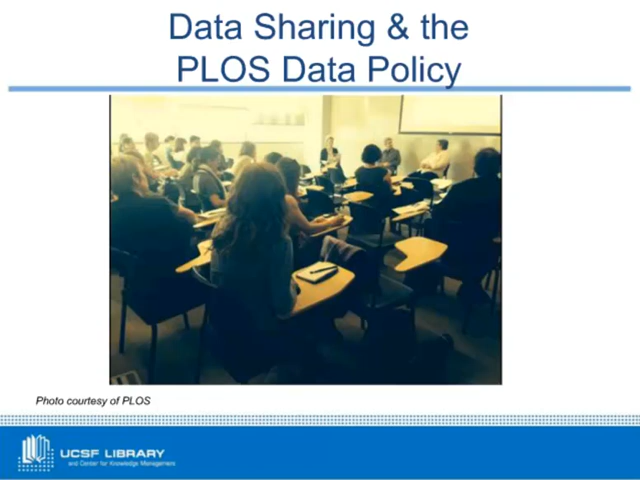 Data Sharing & the
PLOS Data Policy
Photo courtesy of PLOS
UCSF LIBRARY
and Center for Knowledge Management